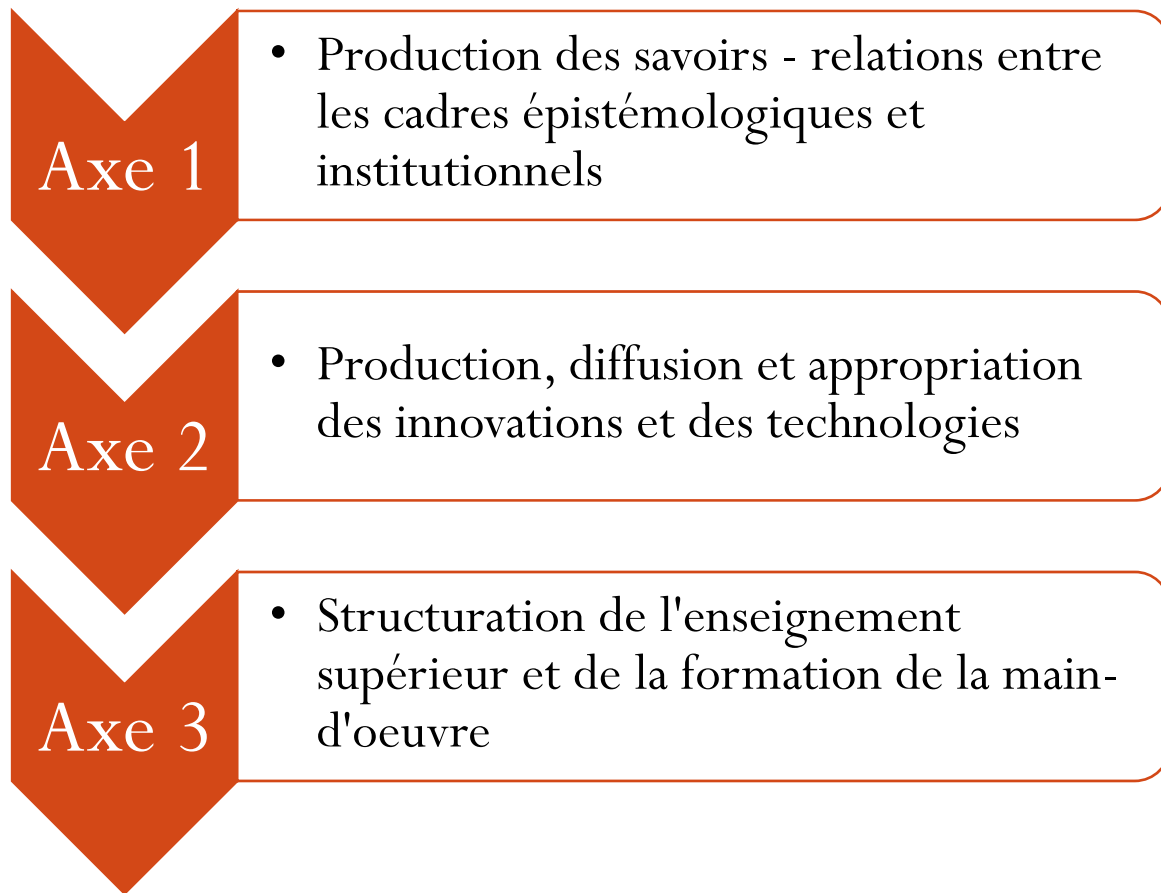 Axe 1
• Production des savoirs - relations entre
les cadres épistémologiques et
institutionnels
Axe 2
• Production, diffusion et appropriation
des innovations et des technologies
Axe 3
• Structuration de l'enseignement
supérieur et de la formation de la main-
d'oeuvre